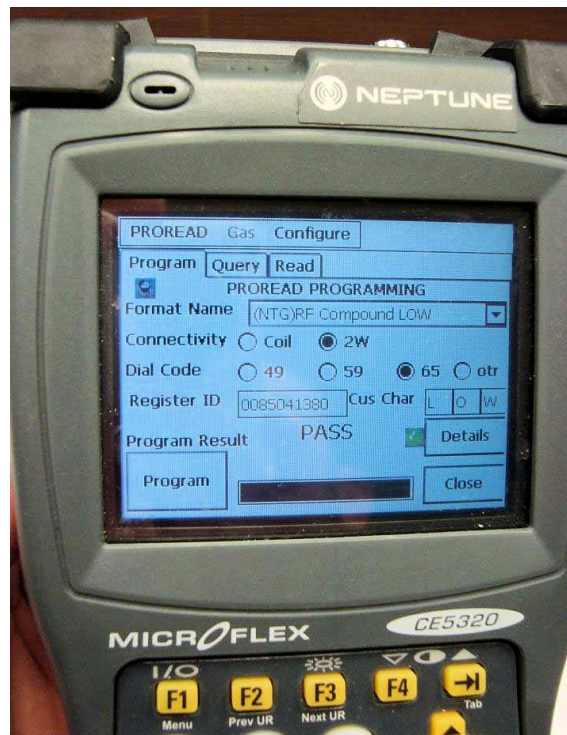 NEPTUNE
PROREAD Gas Configure
Program Query Read
PROREAD PROGRAMMING
Format Name (NTG)RF Compound LOW
Connectivity Coil 2W
Dial Code 49 59 65 otr
Register ID 0085041380 Cus Char L O W
Program Result PASS Details
Program Close
MICROFLEX CE5320
I/O
F1 F2 F3 F4
Menu Prev UR Next UR Tab